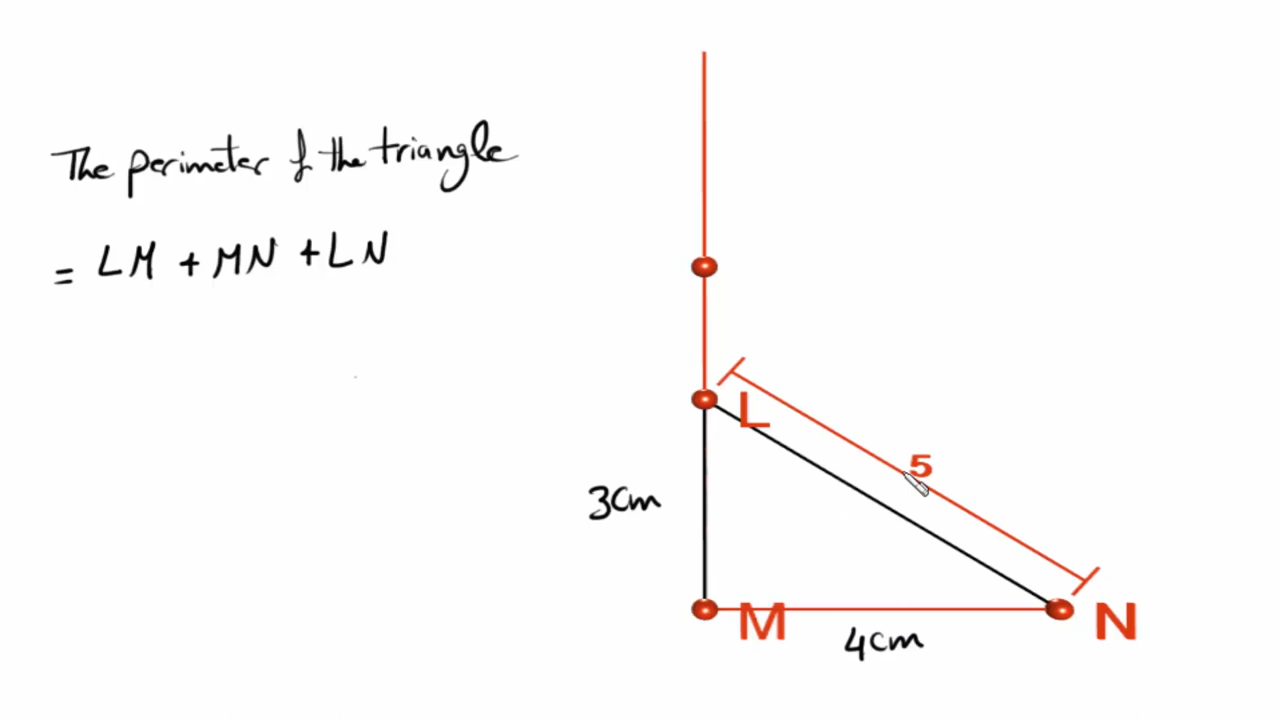 The perimeter of the triangle
= LM + MN + LN
L
5
3cm
M
N
4cm